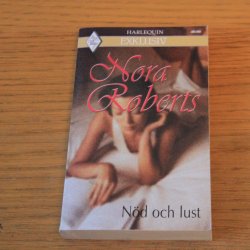 HARLEQUIN
EXKLUSIV
Nora
Roberts
Nöd och lust